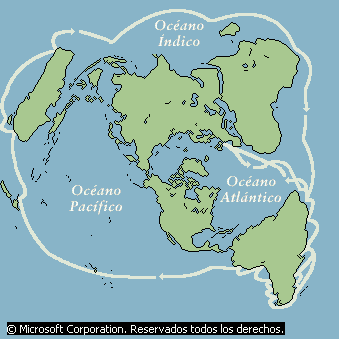 Océano
Índico
Océano
Pacífico
Océano
Atlántico
© Microsoft Corporation. Reservados todos los derechos.